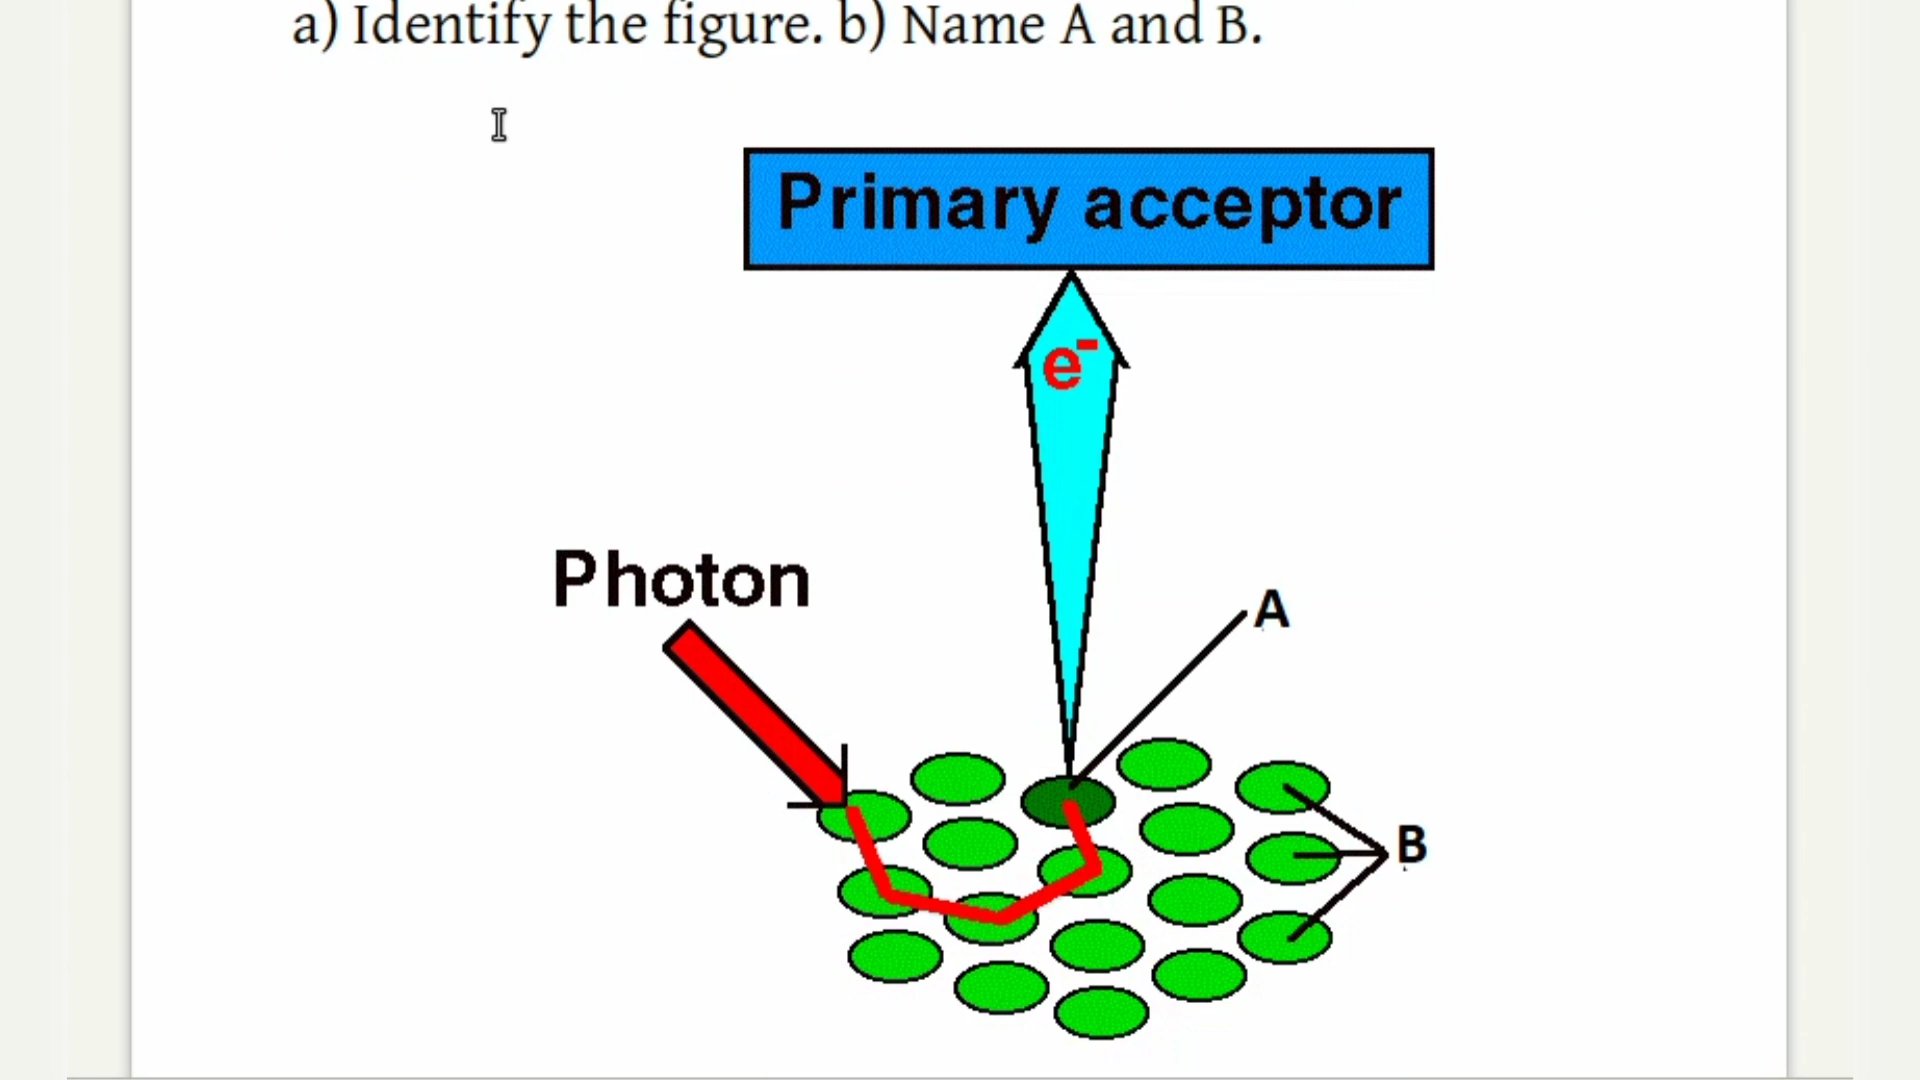 a) Identify the figure. b) Name A and B.
Primary acceptor
e-
Photon
A
B